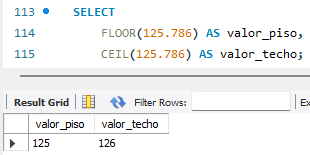 113 SELECT
114 FLOOR(125.786) AS valor_piso,
115 CEIL(125.786) AS valor_techo;
Result Grid Filter Rows: Ex
valor_piso valor_techo
125 126